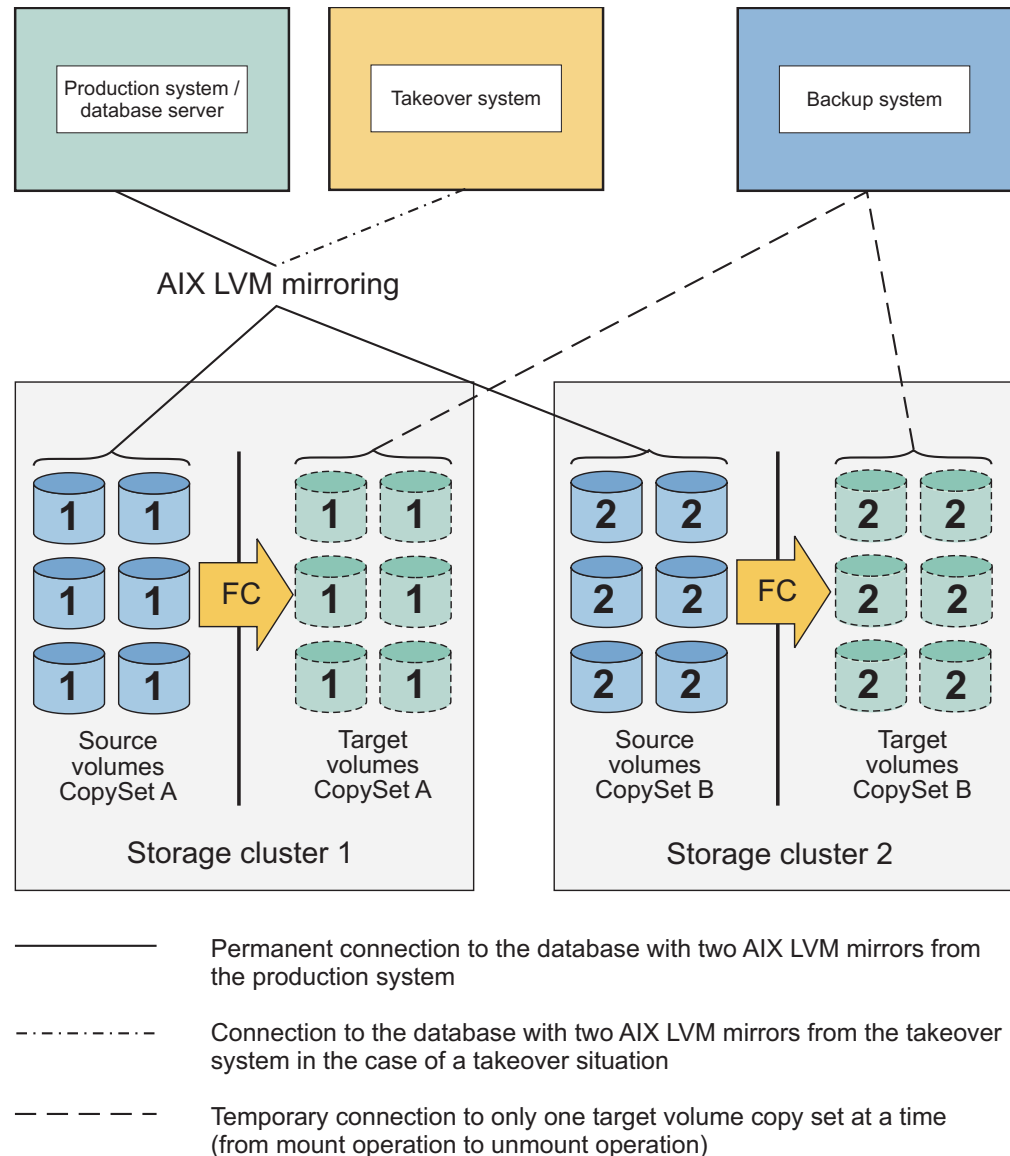 Production system /
database server
Takeover system
Backup system
AIX LVM mirroring
1 1 1 1 2 2 2 2
FC FC
1 1 1 1 2 2 2 2
1 1 1 1 2 2 2 2
Source
volumes
CopySet A
Target
volumes
CopySet A
Source
volumes
CopySet B
Target
volumes
CopySet B
Storage cluster 1
Storage cluster 2
Permanent connection to the database with two AIX LVM mirrors from
the production system
Connection to the database with two AIX LVM mirrors from the takeover
system in the case of a takeover situation
Temporary connection to only one target volume copy set at a time
(from mount operation to unmount operation)